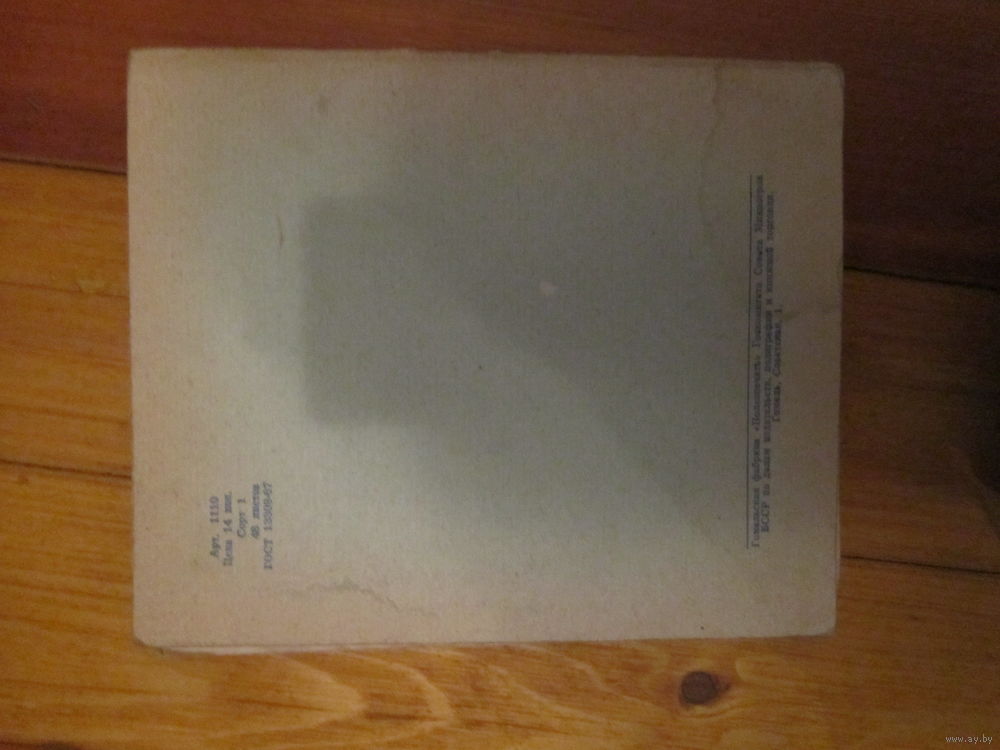 Арт. 1110
Цена 14 коп.
Сорт 1
48 листов
ГОСТ 13309-67
Гомельская фабрика «Полеспечать» Госкомитета Совета Министров
БССР по делам издательств, полиграфии и книжной торговли.
Гомель, Советская, 1.
www.ay.by